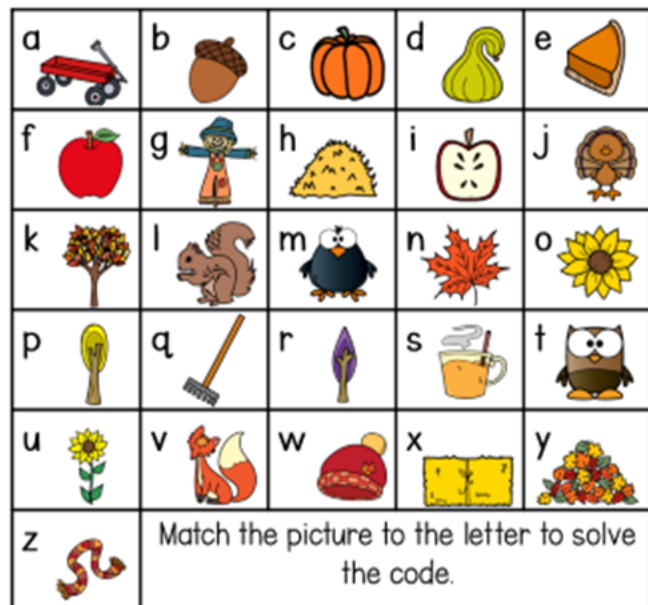 a b c d e
f g h i j
k l m n o
p q r s t
u v w x y
z Match the picture to the letter to solve
the code.